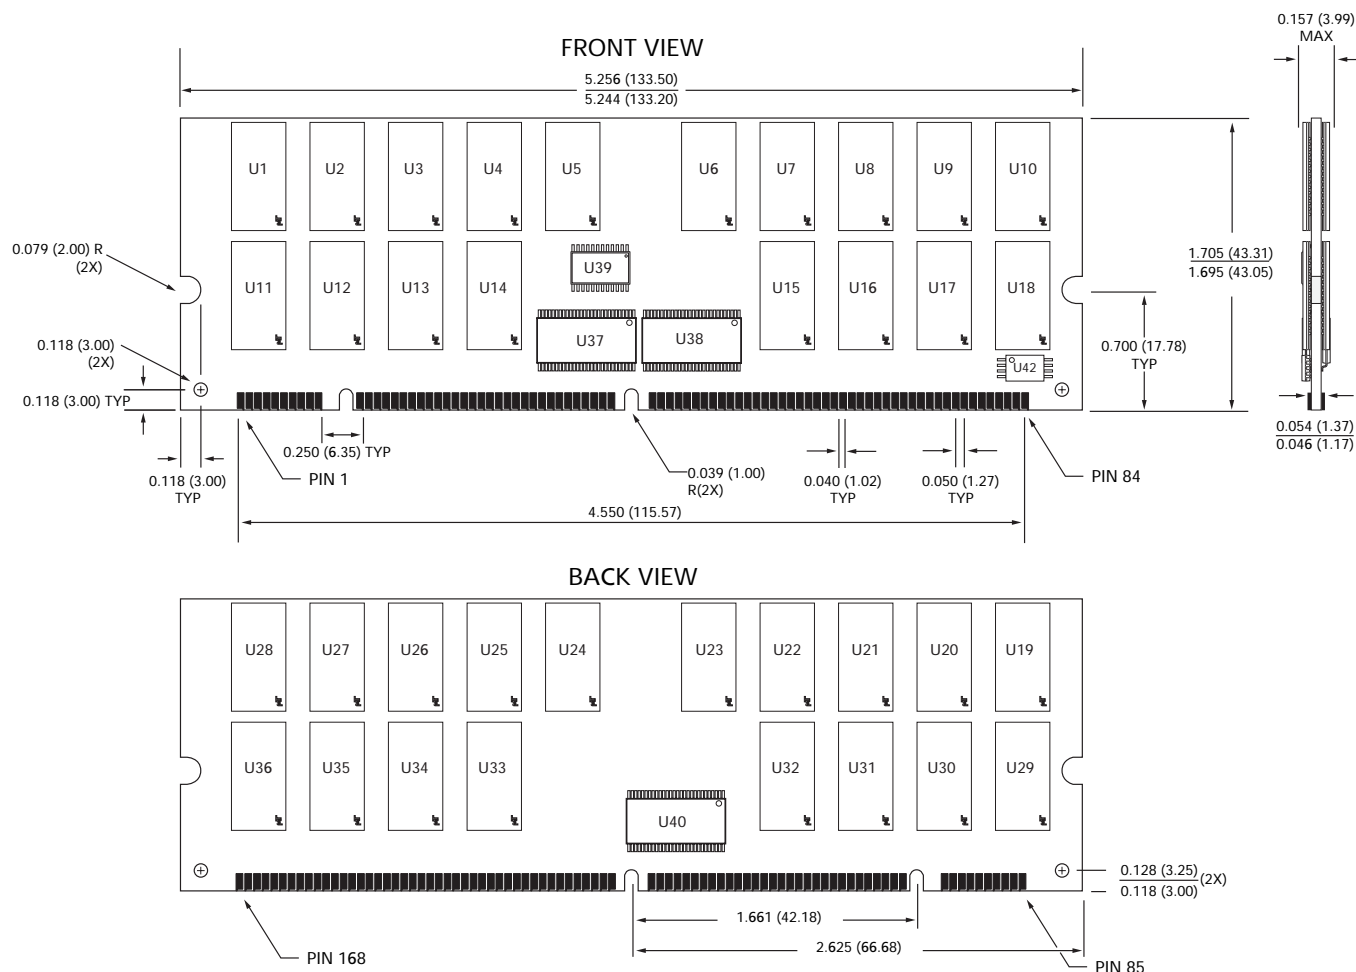 0.157 (3.99)
MAX
FRONT VIEW
5.256 (133.50)
5.244 (133.20)
U1 U2 U3 U4 U5 U6 U7 U8 U9 U10
0.079 (2.00) R
(2X)
U39
1.705 (43.31)
1.695 (43.05)
U11 U12 U13 U14 U15 U16 U17 U18
U37 U38
0.118 (3.00)
(2X)
0.700 (17.78)
TYP
U42
0.118 (3.00) TYP
0.054 (1.37)
0.046 (1.17)
0.250 (6.35) TYP
0.118 (3.00)
TYP
PIN 1
0.039 (1.00)
R(2X)
0.040 (1.02)
TYP
0.050 (1.27)
TYP
PIN 84
4.550 (115.57)
BACK VIEW
U28 U27 U26 U25 U24 U23 U22 U21 U20 U19
U36 U35 U34 U33 U32 U31 U30 U29
U40
0.128 (3.25)
0.118 (3.00)
(2X)
1.661 (42.18)
2.625 (66.68)
PIN 168
PIN 85